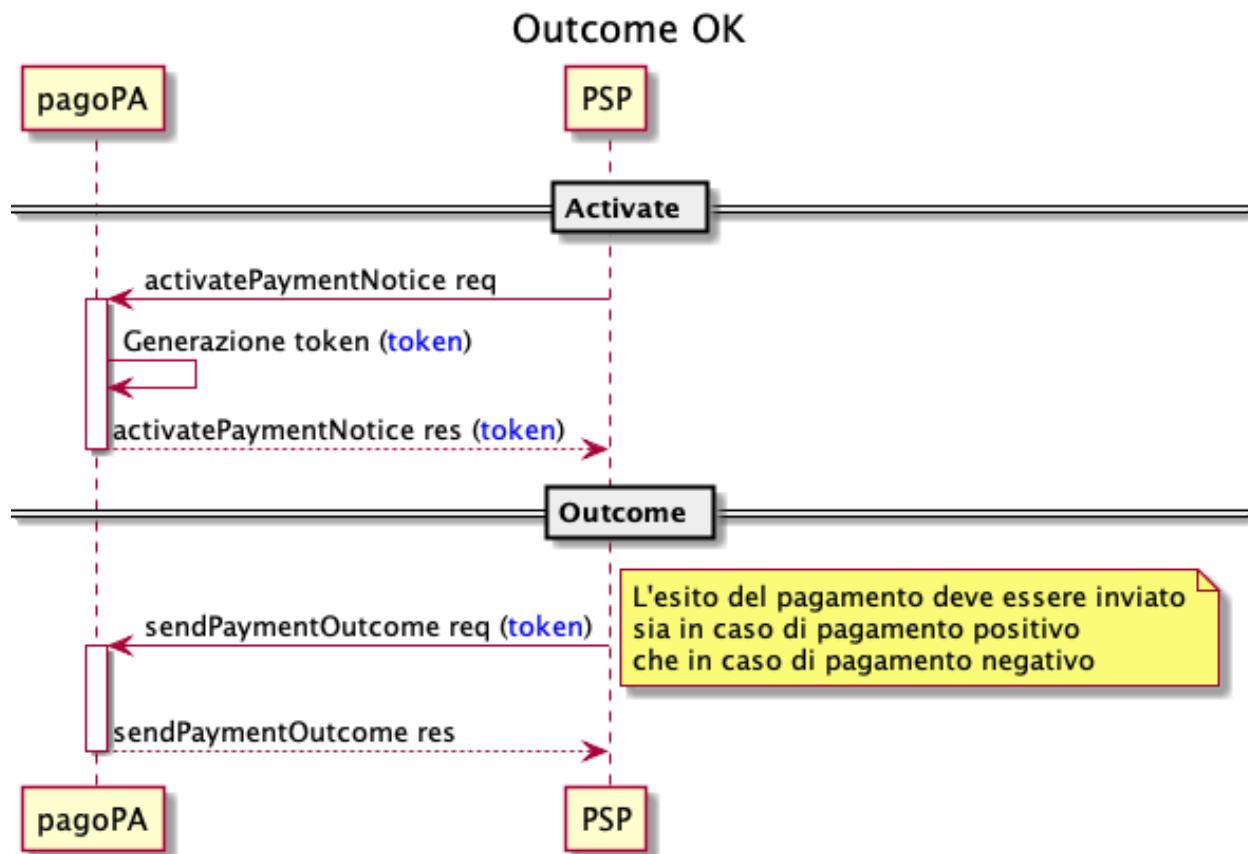 Outcome OK
pagoPA
PSP
Activate
activatePaymentNotice req
Generazione token (token)
activatePaymentNotice res (token)
Outcome
L'esito del pagamento deve essere inviato
sia in caso di pagamento positivo
che in caso di pagamento negativo
sendPaymentOutcome req (token)
sendPaymentOutcome res
pagoPA
PSP